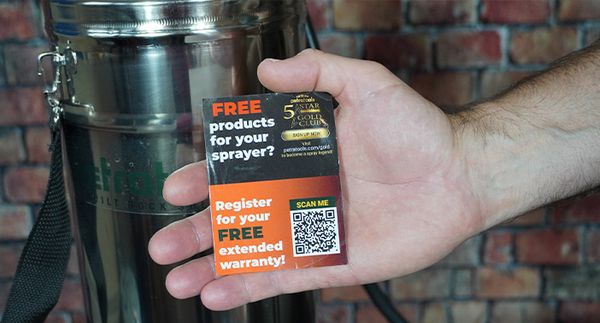 FREE
products
for your
sprayer?
petratools
5 STAR
GOLD
CLUB
SIGN UP NOW
Visit
petratools.com/gold
to become a spray legend!
Register
for your
FREE
extended
warranty!
SCAN ME
etrat